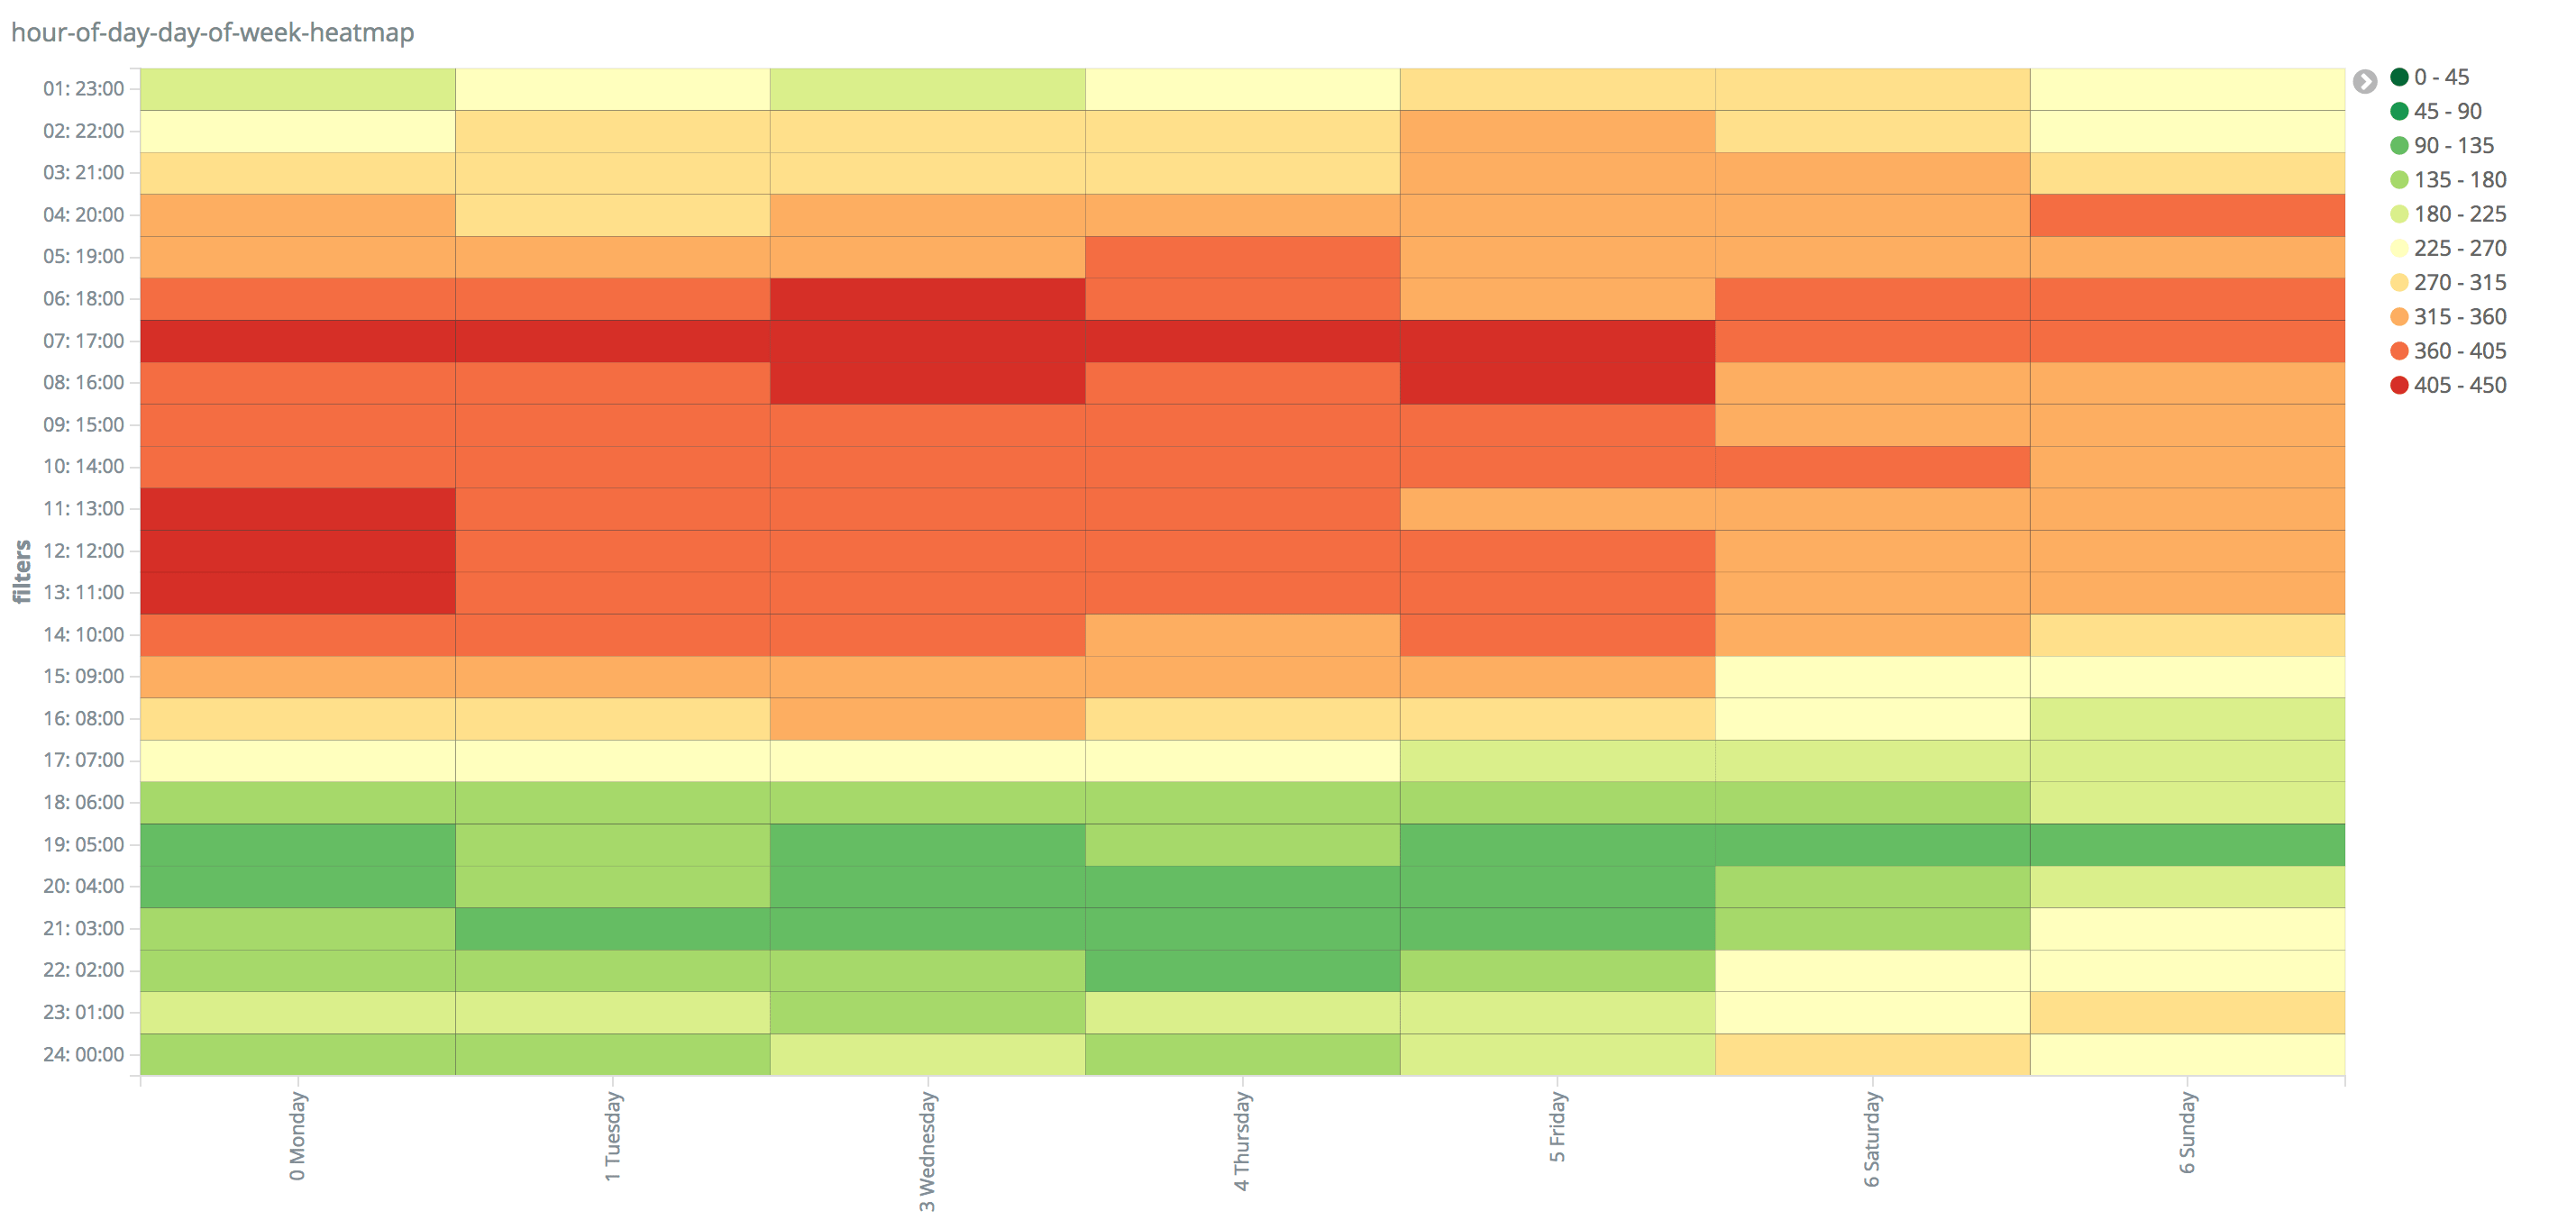 hour-of-day-day-of-week-heatmap
filters
01: 23:00
02: 22:00
03: 21:00
04: 20:00
05: 19:00
06: 18:00
07: 17:00
08: 16:00
09: 15:00
10: 14:00
11: 13:00
12: 12:00
13: 11:00
14: 10:00
15: 09:00
16: 08:00
17: 07:00
18: 06:00
19: 05:00
20: 04:00
21: 03:00
22: 02:00
23: 01:00
24: 00:00
0 Monday
1 Tuesday
3 Wednesday
4 Thursday
5 Friday
6 Saturday
6 Sunday
0 - 45
45 - 90
90 - 135
135 - 180
180 - 225
225 - 270
270 - 315
315 - 360
360 - 405
405 - 450